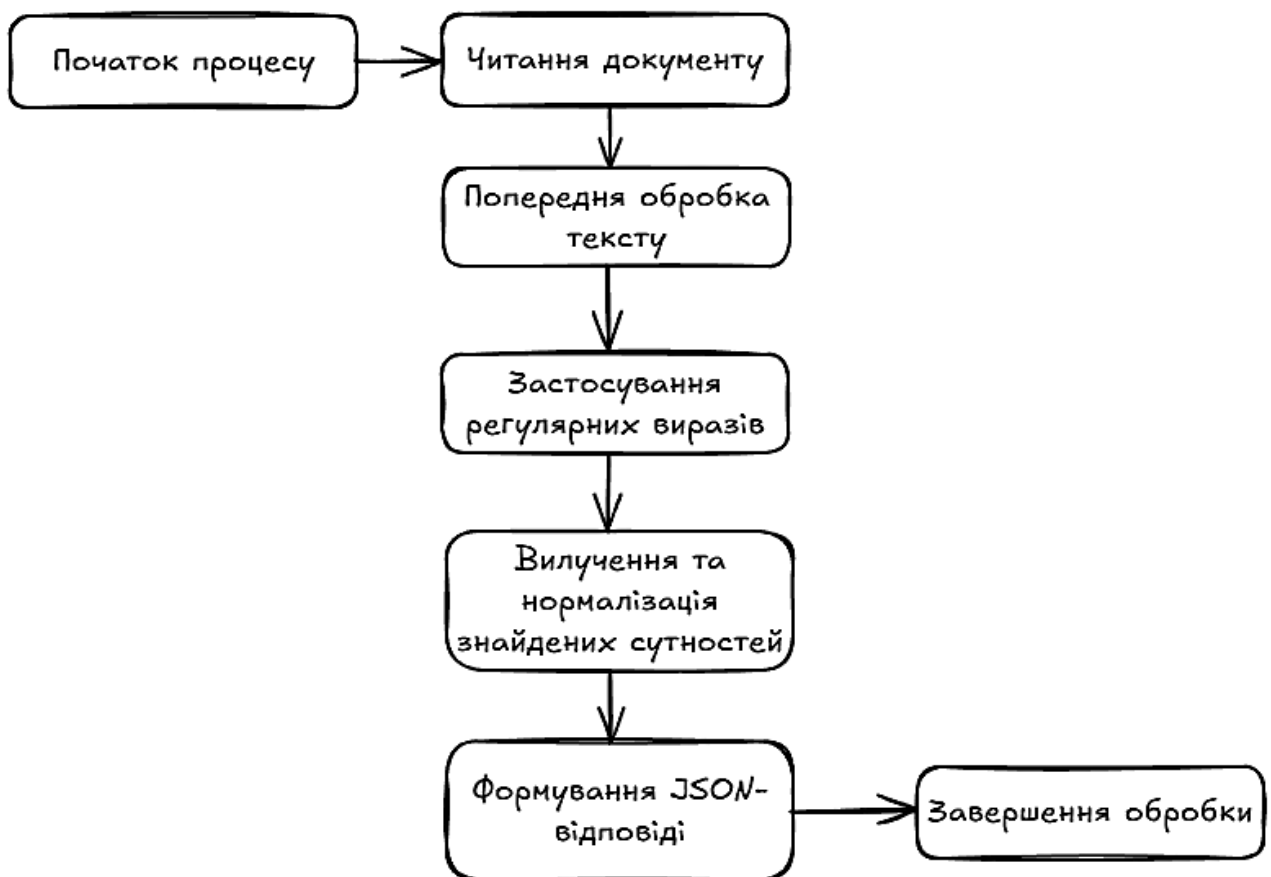 Початок процесу
Читання документу
Попередня обробка
тексту
Застосування
регулярних виразів
Вилучення та
нормалізація
знайдених сутностей
Формування JSON-
відповіді
Завершення обробки